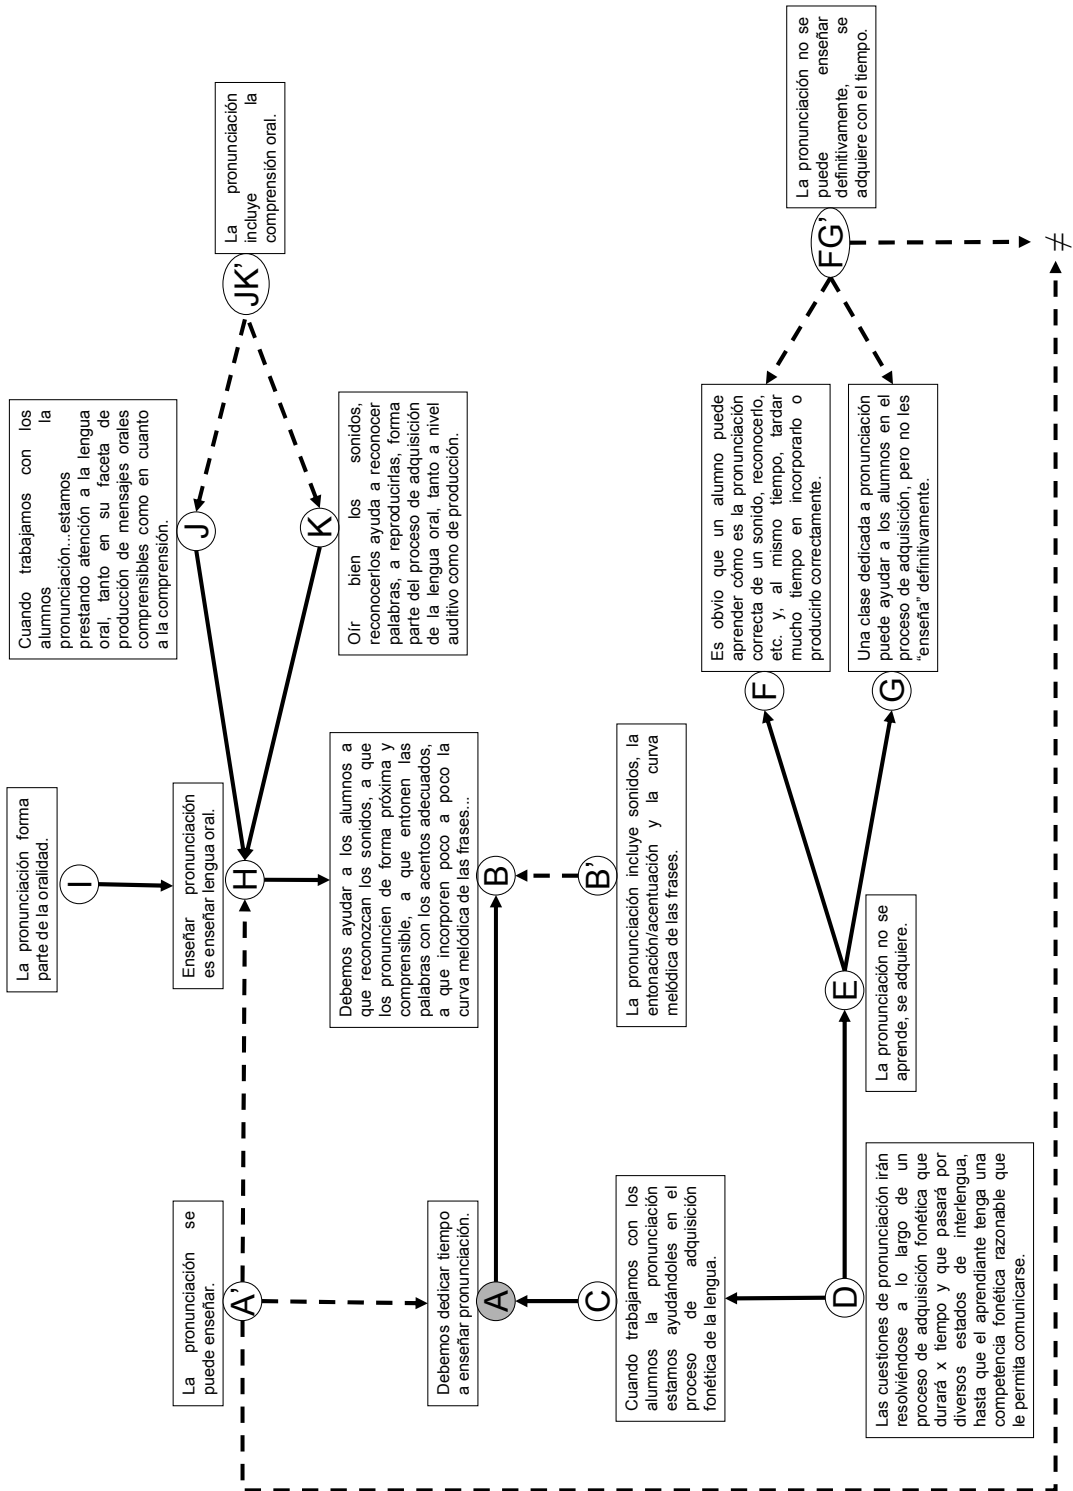 La pronunciación forma
parte de la oralidad.
I
Cuando trabajamos con los
alumnos la
pronunciación...estamos
prestando atención a la lengua
oral, tanto en su faceta de
producción de mensajes orales
comprensibles como en cuanto
a la comprensión.
J
La pronunciación se
puede enseñar.
A'
Enseñar pronunciación
es enseñar lengua oral.
H
La pronunciación
incluye la
comprensión oral.
JK'
K
Oír bien los sonidos,
reconocerlos ayuda a reconocer
palabras, a reproducirlas, forma
parte del proceso de adquisición
de la lengua oral, tanto a nivel
auditivo como de producción.
Debemos ayudar a los alumnos a
que reconozcan los sonidos, a que
los pronuncien de forma próxima y
comprensible, a que entonen las
palabras con los acentos adecuados,
a que incorporen poco a poco la
curva melódica de las frases...
B
Debemos dedicar tiempo
a enseñar pronunciación.
A
C
Cuando trabajamos con los
alumnos la pronunciación
estamos ayudándoles en el
proceso de adquisición
fonética de la lengua.
B'
La pronunciación incluye sonidos, la
entonación/acentuación y la curva
melódica de las frases.
F
Es obvio que un alumno puede
aprender cómo es la pronunciación
correcta de un sonido, reconocerlo,
etc. y, al mismo tiempo, tardar
mucho tiempo en incorporarlo o
producirlo correctamente.
La pronunciación no se
puede enseñar
definitivamente, se
adquiere con el tiempo.
FG'
D
Las cuestiones de pronunciación irán
resolviéndose a lo largo de un
proceso de adquisición fonética que
durará x tiempo y que pasará por
diversos estados de interlengua,
hasta que el aprendiante tenga una
competencia fonética razonable que
le permita comunicarse.
E
La pronunciación no se
aprende, se adquiere.
Una clase dedicada a pronunciación
puede ayudar a los alumnos en el
proceso de adquisición, pero no les
“enseña” definitivamente.
G
≠